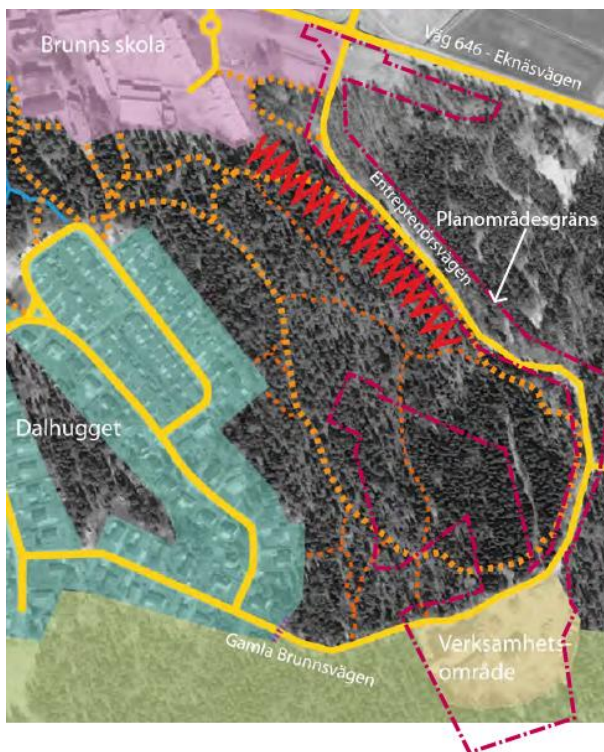 Brunns skola
Väg 646 - Eknäsvägen
Entreprenörsvägen
Planområdesgräns
Dalhugget
Gamla Brunnsvägen
Verksamhets-
område